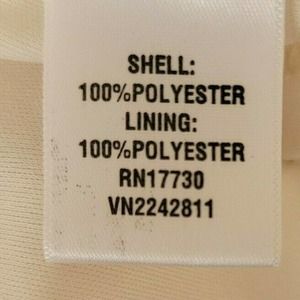 SHELL:
100%POLYESTER
LINING:
100%POLYESTER
RN17730
VN2242811